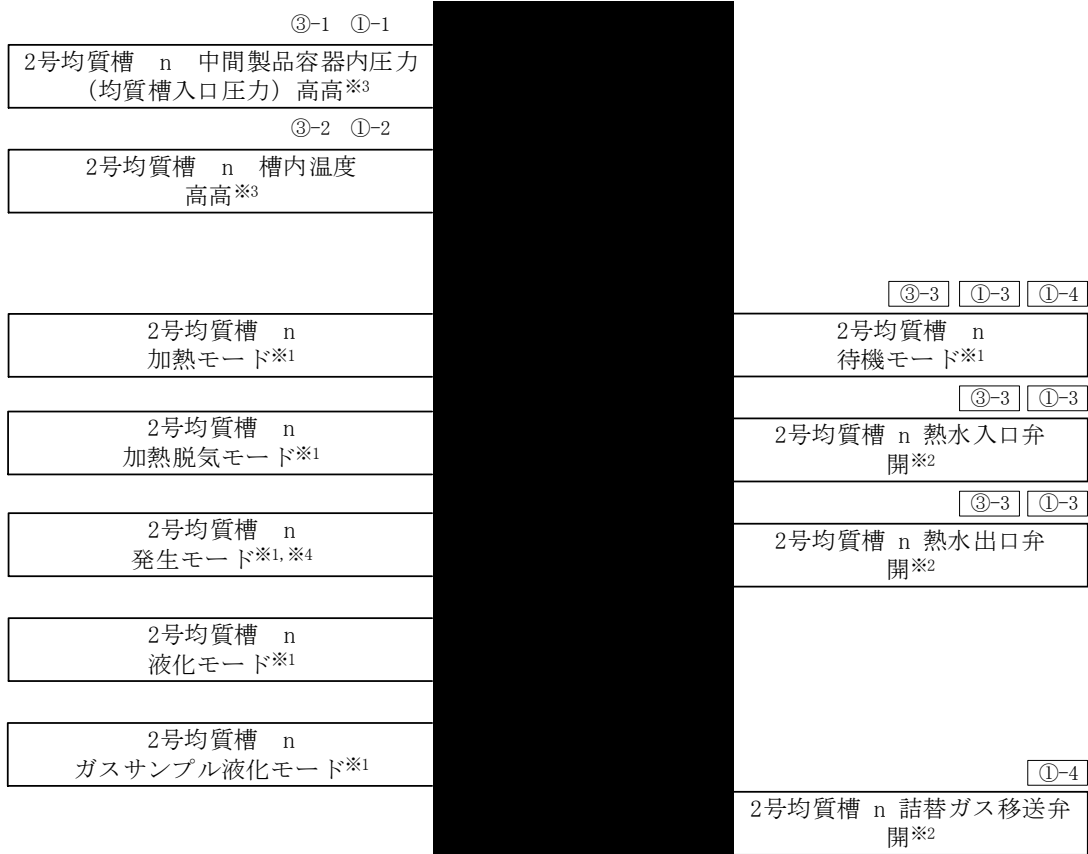 ③-1 ①-1
2号均質槽 n 中間製品容器内圧力
（均質槽入口圧力）高高※3
③-2 ①-2
2号均質槽 n 槽内温度
高高※3
2号均質槽 n
加熱モード※1
2号均質槽 n
加熱脱気モード※1
2号均質槽 n
発生モード※1,※4
2号均質槽 n
液化モード※1
2号均質槽 n
ガスサンプル液化モード※1
③-3 ①-3 ①-4
2号均質槽 n
待機モード※1
③-3 ①-3
2号均質槽 n 熱水入口弁
開※2
③-3 ①-3
2号均質槽 n 熱水出口弁
開※2
①-4
2号均質槽 n 詰替ガス移送弁
開※2